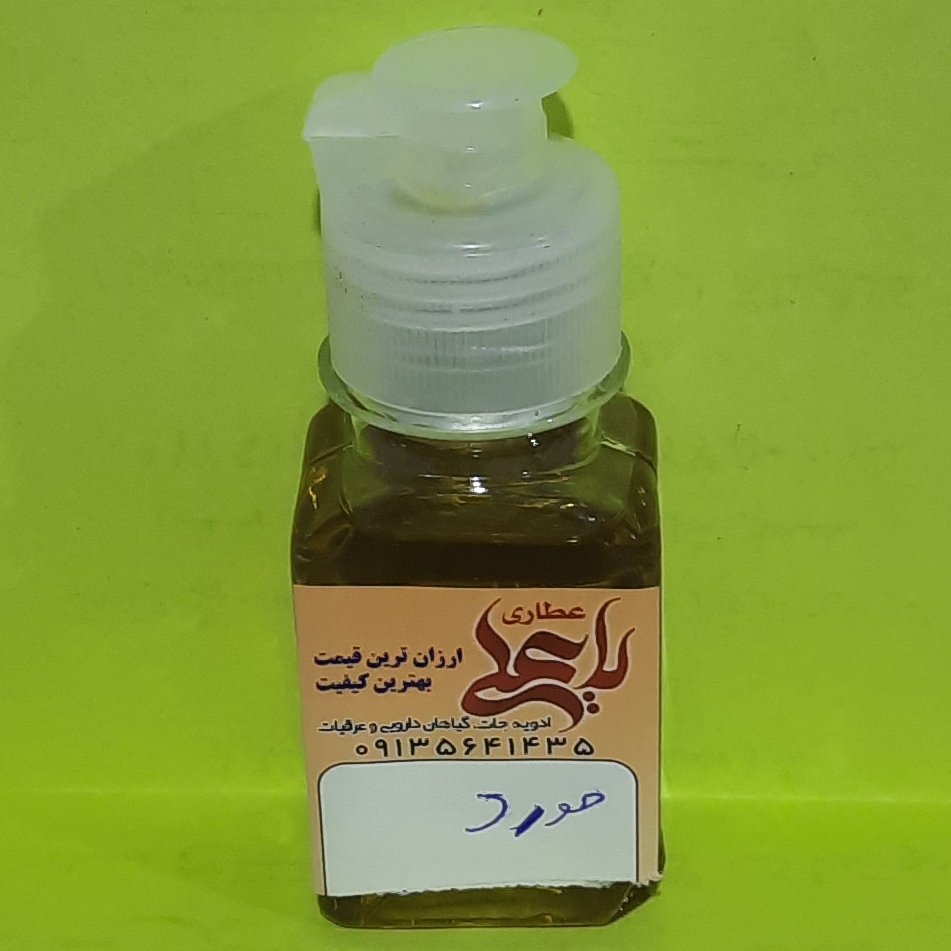 عطاری
یاعلی
ارزان ترین قیمت
بهترین کیفیت
ادویه جات، گیاهان دارویی و عرقیات
۰۹۱۳۵۶۴۱۴۳۵
مورد